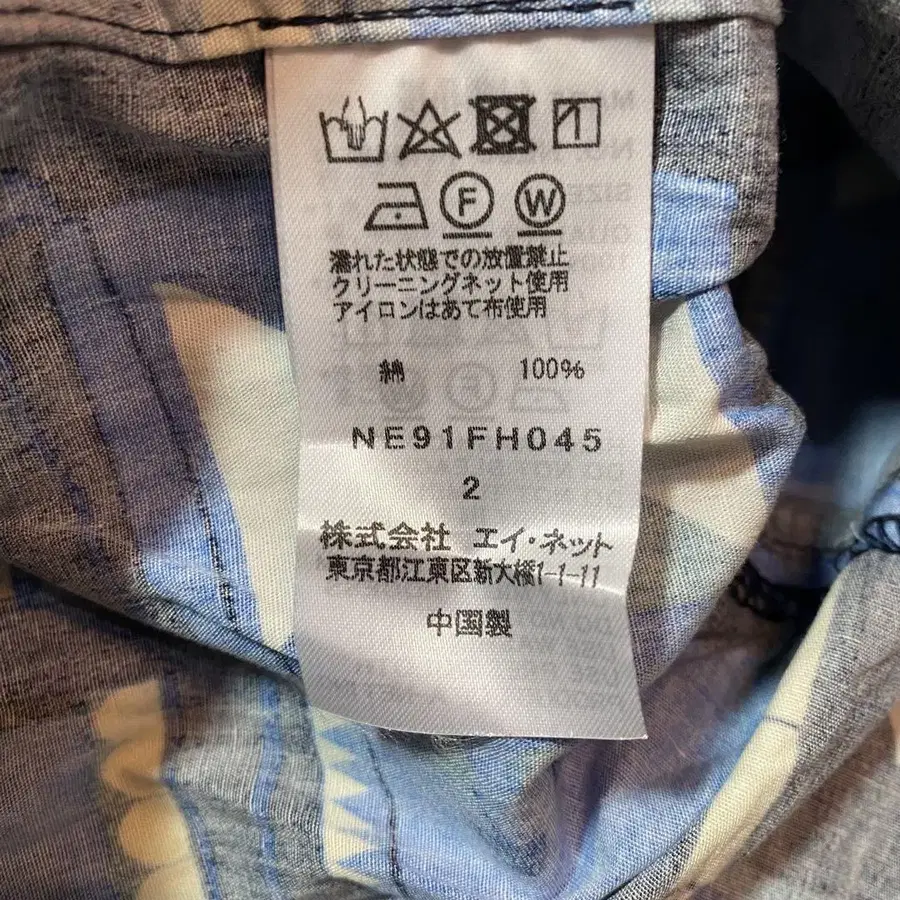 F W
濡れた状態での放置禁止
クリーニングネット使用
アイロンはあて布使用
綿 100%
NE91FH045
2
株式会社 エイ・ネット
東京都江東区新大橋1-1-11
中国製